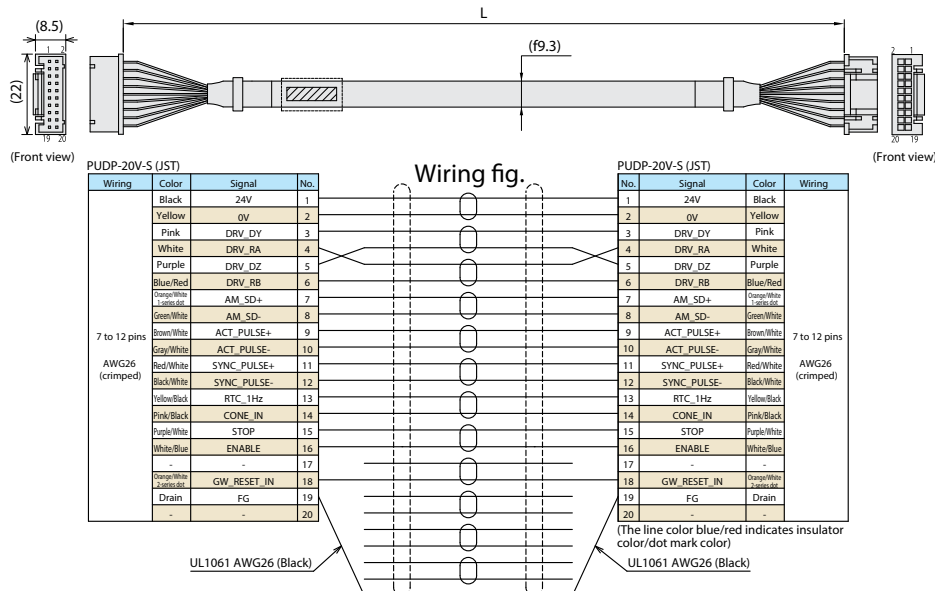 L
(8.5)
(f9.3)
1 2
2 1
(22)
19 20
20 19
(Front view)
(Front view)
Wiring fig.
PUDP-20V-S (JST)
Wiring Color Signal No.
Black 24V 1
Yellow 0V 2
Pink DRV_DY 3
White DRV_RA 4
Purple DRV_DZ 5
Blue/Red DRV_RB 6
Orange/White 1-series dot AM_SD+ 7
Green/White AM_SD- 8
Brown/White ACT_PULSE+ 9
Gray/White ACT_PULSE- 10
Red/White SYNC_PULSE+ 11
Black/White SYNC_PULSE- 12
Yellow/Black RTC_1Hz 13
Pink/Black CONE_IN 14
Purple/White STOP 15
White/Blue ENABLE 16
- - 17
Orange/White 2-series dot GW_RESET_IN 18
Drain FG 19
- - 20
7 to 12 pins
AWG26
(crimped)
UL1061 AWG26 (Black)
PUDP-20V-S (JST)
No. Signal Color Wiring
1 24V Black
2 0V Yellow
3 DRV_DY Pink
4 DRV_RA White
5 DRV_DZ Purple
6 DRV_RB Blue/Red
7 AM_SD+ Orange/White 1-series dot
8 AM_SD- Green/White
9 ACT_PULSE+ Brown/White
10 ACT_PULSE- Gray/White
11 SYNC_PULSE+ Red/White
12 SYNC_PULSE- Black/White
13 RTC_1Hz Yellow/Black
14 CONE_IN Pink/Black
15 STOP Purple/White
16 ENABLE White/Blue
17 - -
18 GW_RESET_IN Orange/White 2-series dot
19 FG Drain
20 - -
7 to 12 pins
AWG26
(crimped)
(The line color blue/red indicates insulator
color/dot mark color)
UL1061 AWG26 (Black)